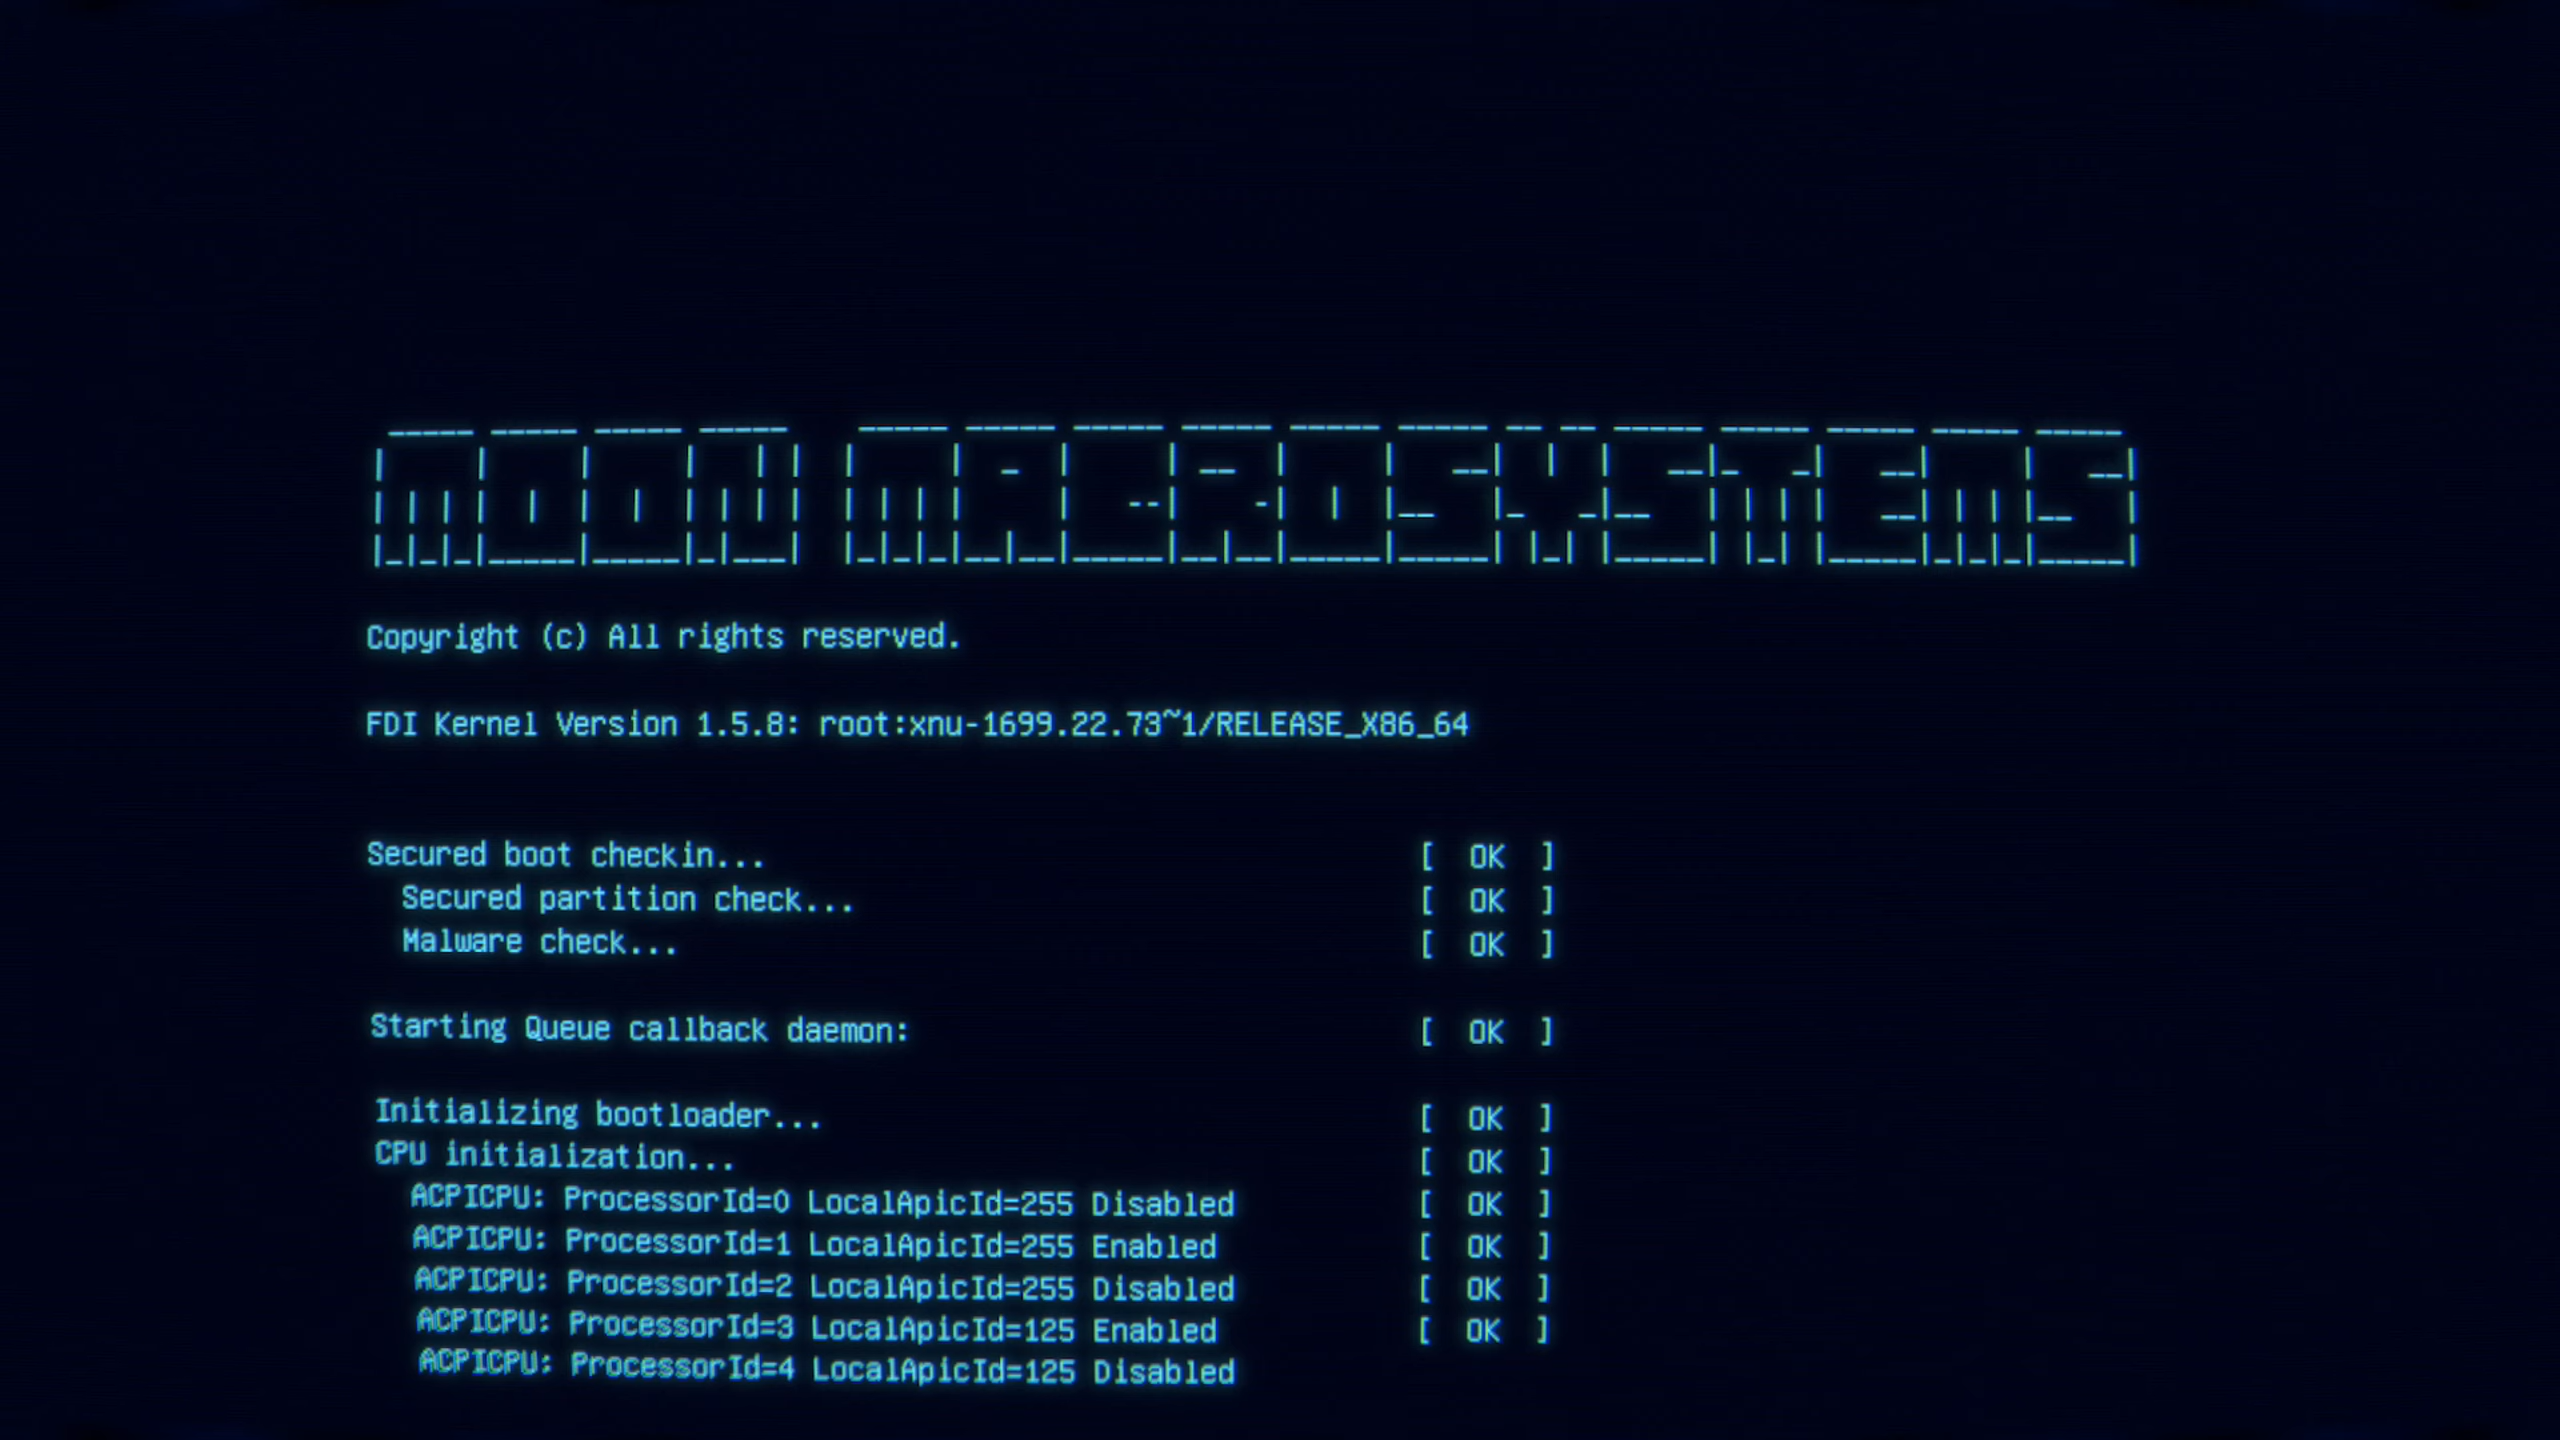 MOON MACROSYSTEMS
Copyright (c) All rights reserved.
FDI Kernel Version 1.5.8: root:xnu-1699.22.73~1/RELEASE_X86_64
Secured boot checkin... [ OK ]
Secured partition check... [ OK ]
Malware check... [ OK ]
Starting Queue callback daemon: [ OK ]
Initializing bootloader... [ OK ]
CPU initialization... [ OK ]
ACPICPU: ProcessorId=0 LocalApicId=255 Disabled [ OK ]
ACPICPU: ProcessorId=1 LocalApicId=255 Enabled [ OK ]
ACPICPU: ProcessorId=2 LocalApicId=255 Disabled [ OK ]
ACPICPU: ProcessorId=3 LocalApicId=125 Enabled [ OK ]
ACPICPU: ProcessorId=4 LocalApicId=125 Disabled